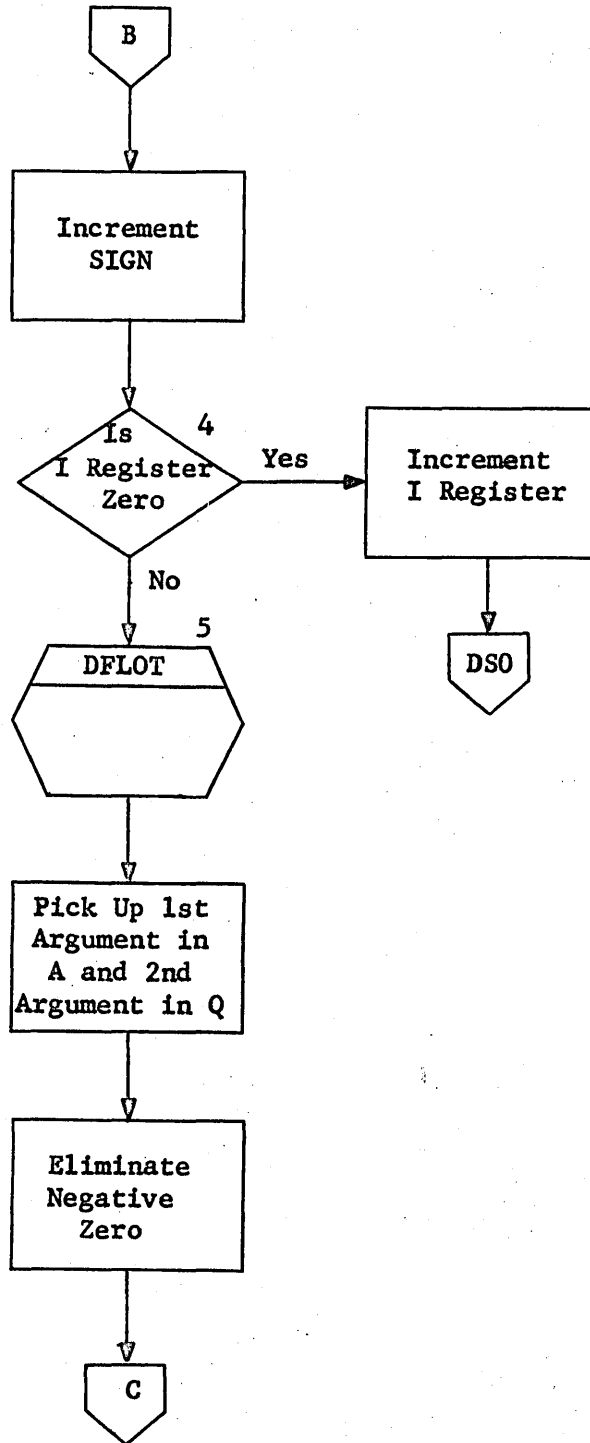 B
Increment
SIGN
4
Is
I Register
Zero
Yes
Increment
I Register
No
DSO
5
DFLOT
Pick Up 1st
Argument in
A and 2nd
Argument in Q
Eliminate
Negative
Zero
C